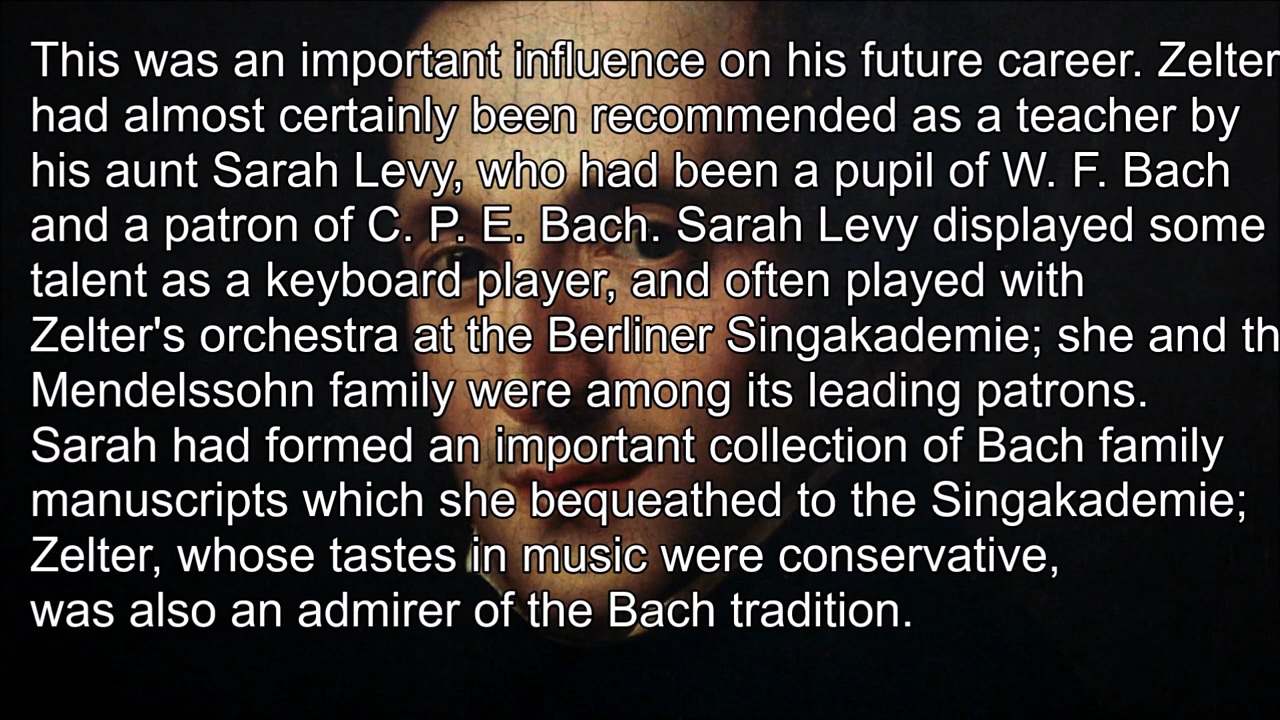 This was an important influence on his future career. Zelter
had almost certainly been recommended as a teacher by
his aunt Sarah Levy, who had been a pupil of W. F. Bach
and a patron of C. P. E. Bach. Sarah Levy displayed some
talent as a keyboard player, and often played with
Zelter's orchestra at the Berliner Singakademie; she and th
Mendelssohn family were among its leading patrons.
Sarah had formed an important collection of Bach family
manuscripts which she bequeathed to the Singakademie;
Zelter, whose tastes in music were conservative,
was also an admirer of the Bach tradition.